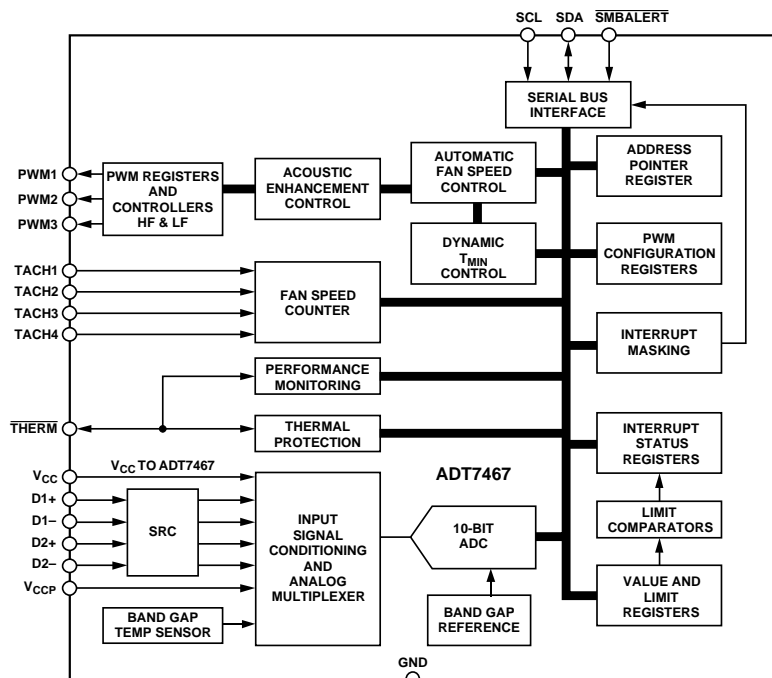 SCL SDA SMBALERT
SERIAL BUS
INTERFACE
PWM1
PWM2
PWM3
PWM REGISTERS
AND
CONTROLLERS
HF & LF
ACOUSTIC
ENHANCEMENT
CONTROL
AUTOMATIC
FAN SPEED
CONTROL
ADDRESS
POINTER
REGISTER
DYNAMIC
TMIN
CONTROL
PWM
CONFIGURATION
REGISTERS
TACH1
TACH2
TACH3
TACH4
FAN SPEED
COUNTER
INTERRUPT
MASKING
PERFORMANCE
MONITORING
THERM
THERMAL
PROTECTION
INTERRUPT
STATUS
REGISTERS
VCC
VCC TO ADT7467
D1+
D1–
D2+
D2–
VCCP
SRC
INPUT
SIGNAL
CONDITIONING
AND
ANALOG
MULTIPLEXER
ADT7467
10-BIT
ADC
LIMIT
COMPARATORS
VALUE AND
LIMIT
REGISTERS
BAND GAP
TEMP SENSOR
BAND GAP
REFERENCE
GND